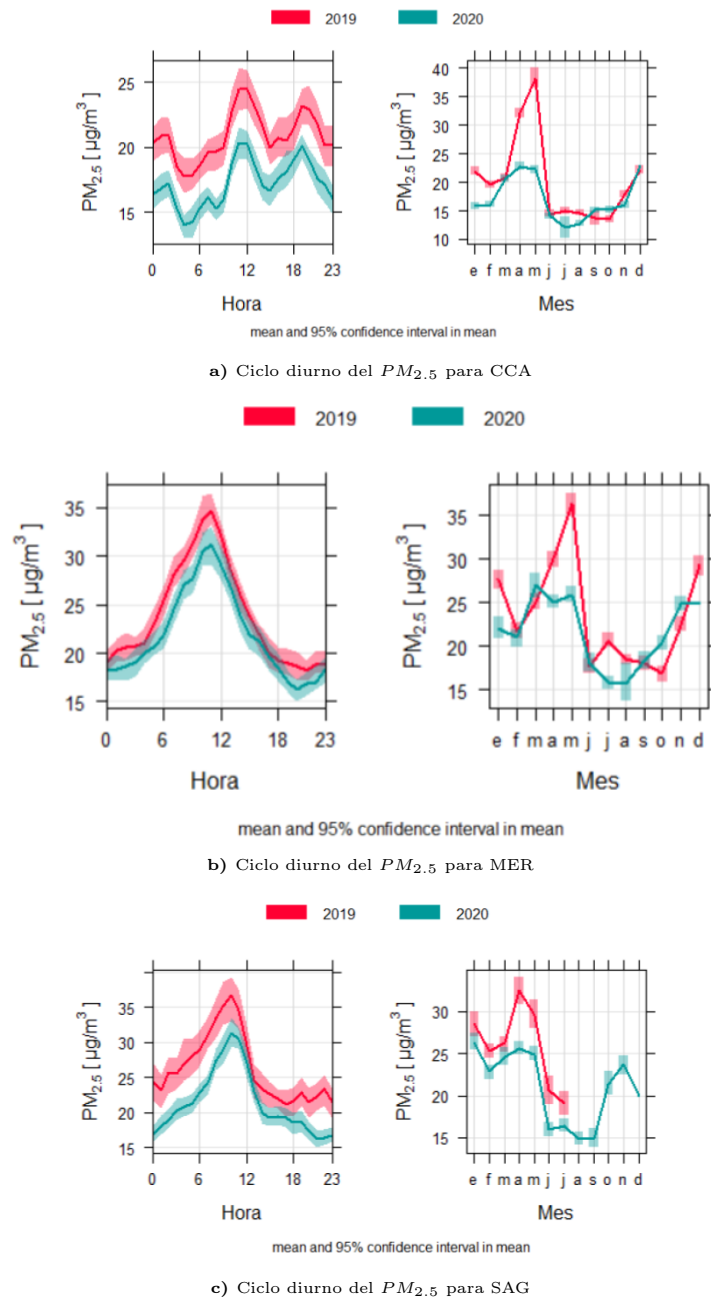 2019 2020
PM2.5 [ µg/m3 ]
25
20
15
0 6 12 18 23
Hora
PM2.5 [ µg/m3 ]
40
35
30
25
20
15
10
e f m a m j j a s o n d
Mes
mean and 95% confidence interval in mean
a) Ciclo diurno del PM2.5 para CCA
2019 2020
PM2.5 [ µg/m3 ]
35
30
25
20
15
0 6 12 18 23
Hora
PM2.5 [ µg/m3 ]
35
30
25
20
15
e f m a m j j a s o n d
Mes
mean and 95% confidence interval in mean
b) Ciclo diurno del PM2.5 para MER
2019 2020
PM2.5 [ µg/m3 ]
35
30
25
20
15
0 6 12 18 23
Hora
PM2.5 [ µg/m3 ]
30
25
20
15
e f m a m j j a s o n d
Mes
mean and 95% confidence interval in mean
c) Ciclo diurno del PM2.5 para SAG